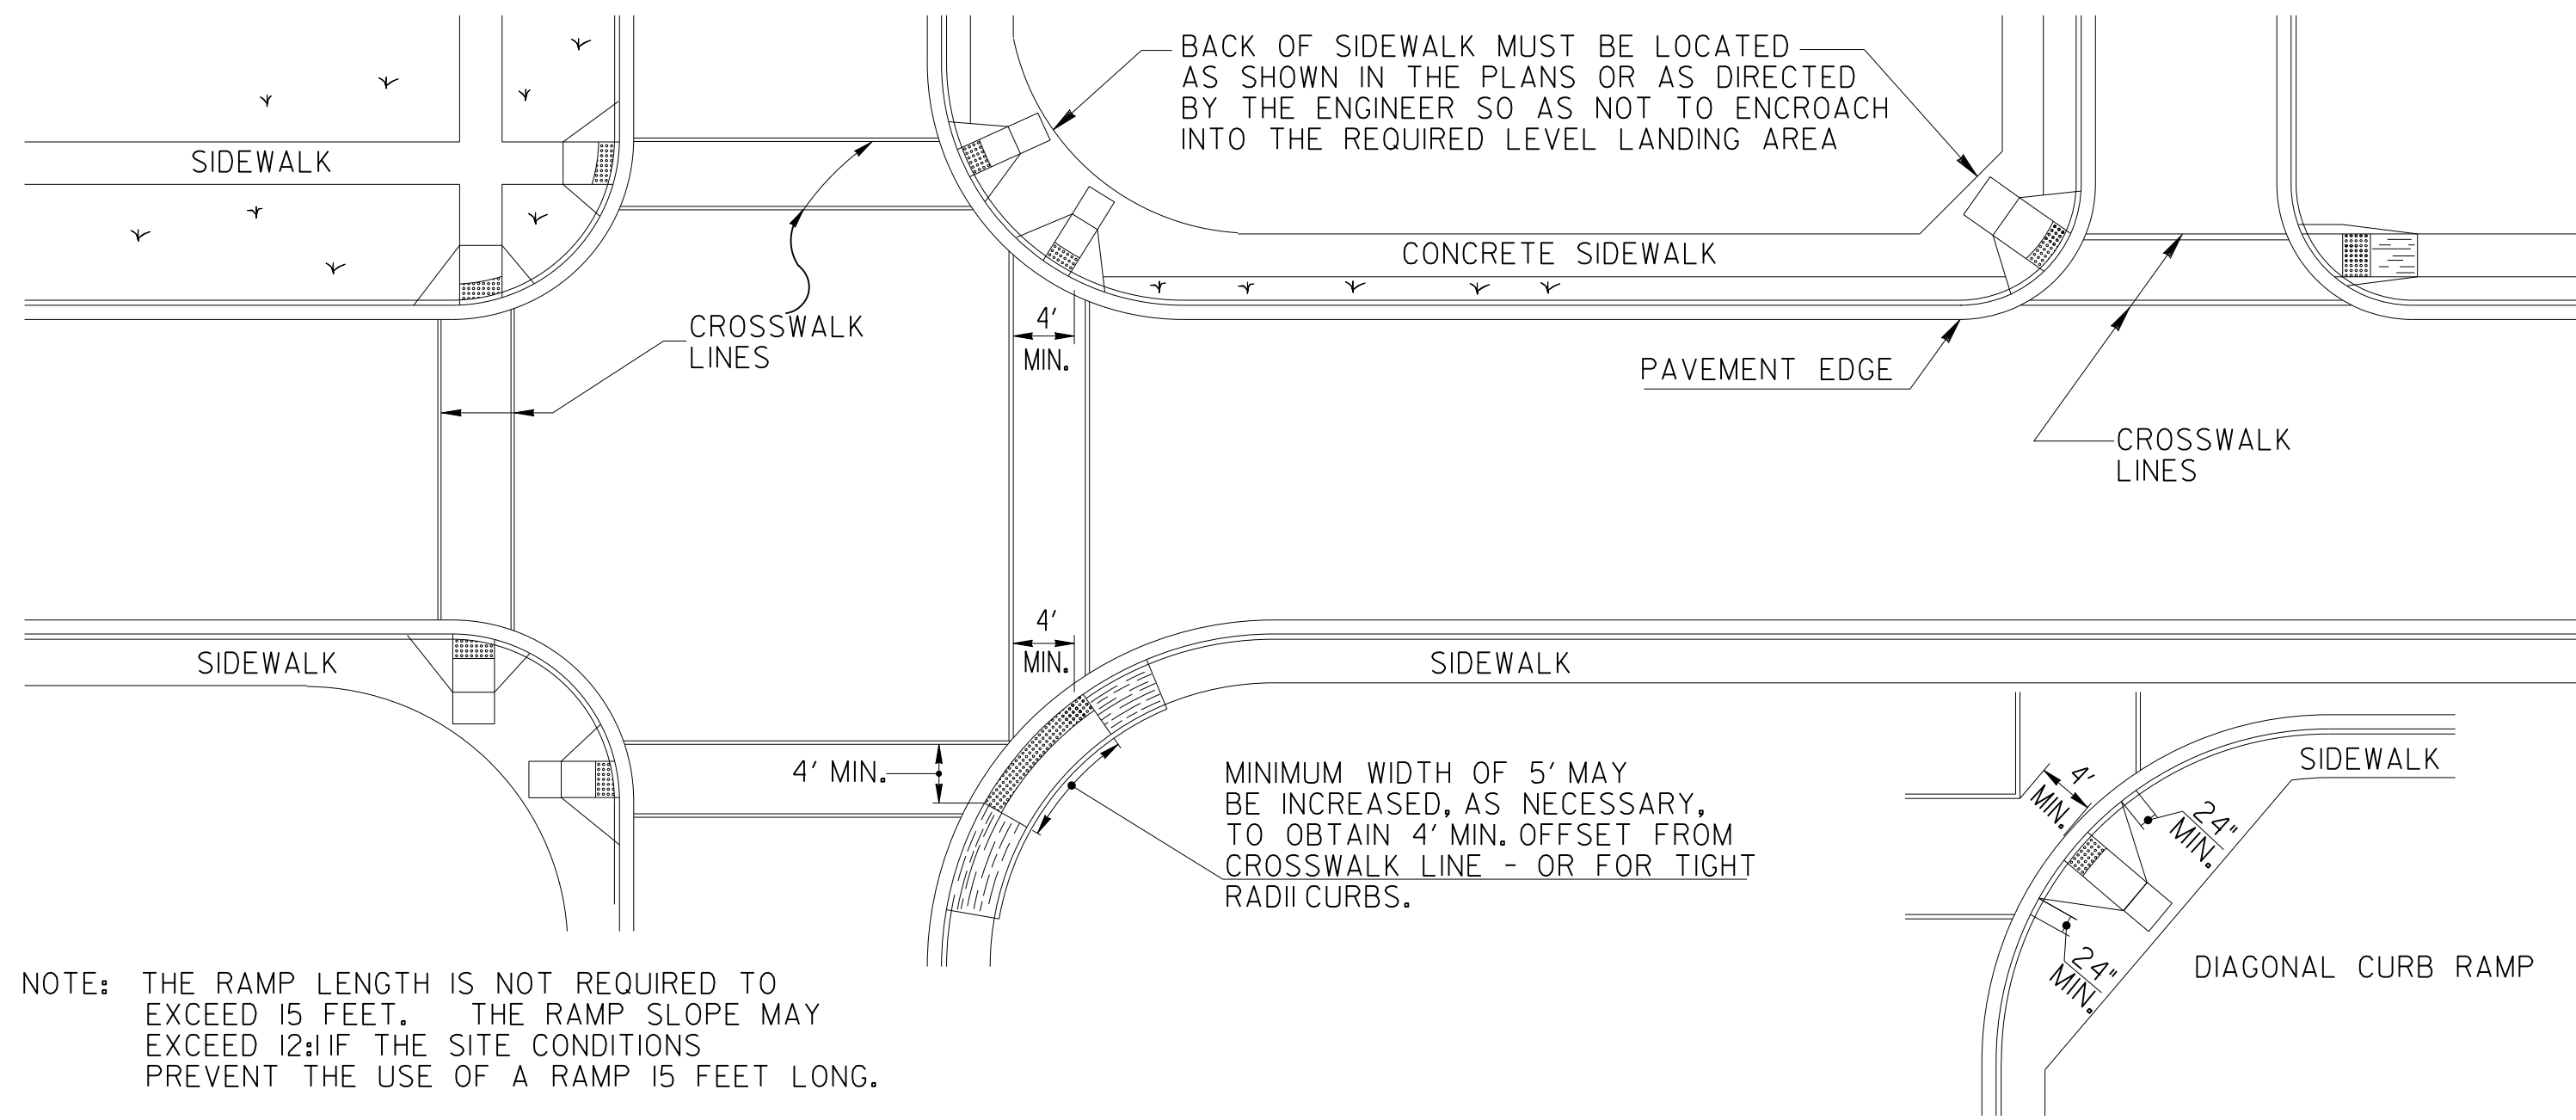 BACK OF SIDEWALK MUST BE LOCATED
AS SHOWN IN THE PLANS OR AS DIRECTED
BY THE ENGINEER SO AS NOT TO ENCROACH
INTO THE REQUIRED LEVEL LANDING AREA
SIDEWALK
CONCRETE SIDEWALK
CROSSWALK
LINES
4'
MIN.
PAVEMENT EDGE
CROSSWALK
LINES
4'
MIN.
SIDEWALK
SIDEWALK
4' MIN.
MINIMUM WIDTH OF 5' MAY
BE INCREASED, AS NECESSARY,
TO OBTAIN 4' MIN. OFFSET FROM
CROSSWALK LINE - OR FOR TIGHT
RADII CURBS.
SIDEWALK
4'
MIN.
24"
MIN.
24"
MIN.
DIAGONAL CURB RAMP
NOTE: THE RAMP LENGTH IS NOT REQUIRED TO
EXCEED 15 FEET. THE RAMP SLOPE MAY
EXCEED 12:1 IF THE SITE CONDITIONS
PREVENT THE USE OF A RAMP 15 FEET LONG.